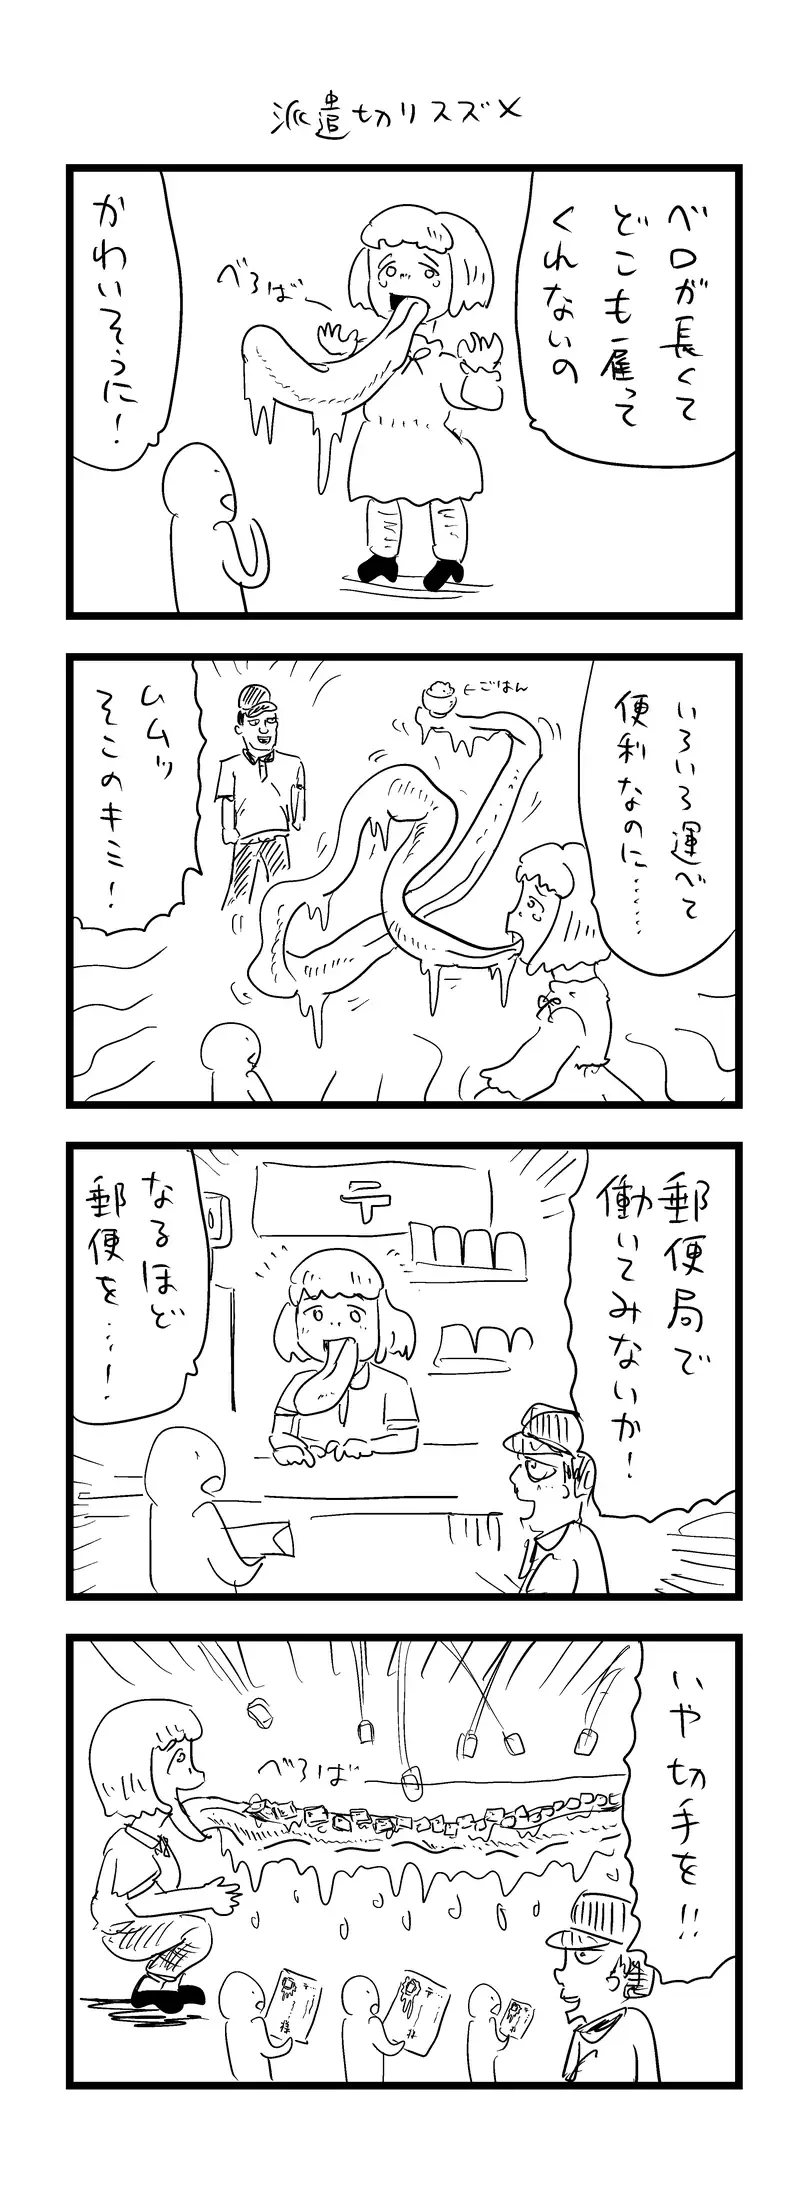 派遣切りスズメ
ベロが長くて
どこも雇って
くれないの
べろばー
かわいそうに！
いろいろ運べて
便利なのに……
←ごはん
ムムッ
そこのキミ！
郵便局で
働いてみないか！
〒
なるほど
郵便を…！
いや切手を!!
べろば
〒
様
〒
様
〒